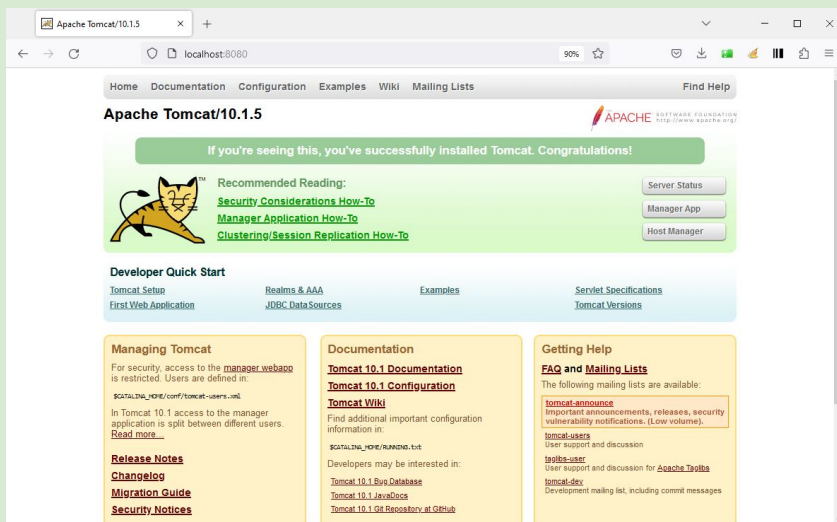 Apache Tomcat/10.1.5
localhost:8080
90%
Home Documentation Configuration Examples Wiki Mailing Lists Find Help
Apache Tomcat/10.1.5
APACHE SOFTWARE FOUNDATION
http://www.apache.org/
If you're seeing this, you've successfully installed Tomcat. Congratulations!
TM
Recommended Reading:
Security Considerations How-To
Manager Application How-To
Clustering/Session Replication How-To
Server Status
Manager App
Host Manager
Developer Quick Start
Tomcat Setup
First Web Application
Realms & AAA
JDBC DataSources
Examples
Servlet Specifications
Tomcat Versions
Managing Tomcat
For security, access to the manager webapp
is restricted. Users are defined in:
$CATALINA_HOME/conf/tomcat-users.xml
In Tomcat 10.1 access to the manager
application is split between different users.
Read more...
Release Notes
Changelog
Migration Guide
Security Notices
Documentation
Tomcat 10.1 Documentation
Tomcat 10.1 Configuration
Tomcat Wiki
Find additional important configuration
information in:
$CATALINA_HOME/RUNNING.txt
Developers may be interested in:
Tomcat 10.1 Bug Database
Tomcat 10.1 JavaDocs
Tomcat 10.1 Git Repository at GitHub
Getting Help
FAQ and Mailing Lists
The following mailing lists are available:
tomcat-announce
Important announcements, releases, security
vulnerability notifications. (Low volume).
tomcat-users
User support and discussion
taglibs-user
User support and discussion for Apache Taglibs
tomcat-dev
Development mailing list, including commit messages